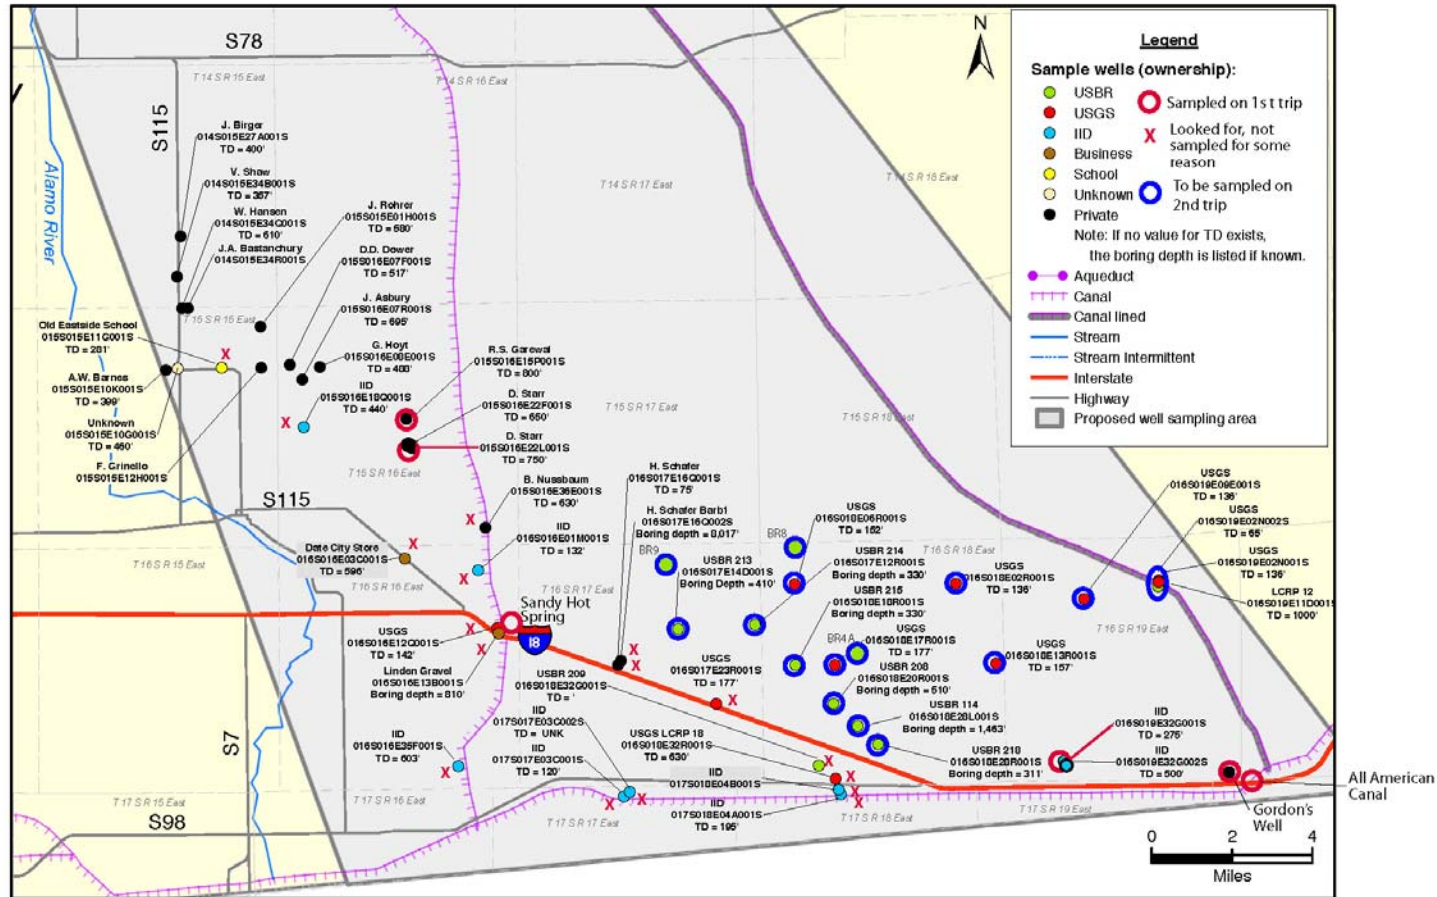 S78
S115
Alamo River
T 14 S R 15 East
T 14 S R 16 East
T 14 S R 17 East
T 14 S R 18 East
N
Legend
Sample wells (ownership):
USBR
USGS
IID
Business
School
Unknown
Private
Sampled on 1st trip
X
Looked for, not
sampled for some
reason
To be sampled on
2nd trip
Note: If no value for TD exists,
the boring depth is listed if known.
Aqueduct
Canal
Canal lined
Stream
Stream Intermittent
Interstate
Highway
Proposed well sampling area
J. Birger
014S015E27A001S
TD = 400'
V. Shaw
014S015E34B001S
TD = 367'
W. Hansen
014S015E34Q001S
TD = 610'
J.A. Bastanchury
014S015E34R001S
J. Rohrer
015S015E01H001S
TD = 580'
D.D. Dower
015S016E07F001S
TD = 517'
J. Asbury
015S016E07R001S
TD = 695'
G. Hoyt
015S016E08E001S
TD = 488'
T 15 S R 15 East
Old Eastside School
015S015E11G001S
TD = 281'
A.W. Barnes
015S015E10K001S
TD = 399'
Unknown
015S015E10G001S
TD = 460'
F. Grinello
015S015E12H001S
IID
015S016E18Q001S
TD = 440'
R.S. Garewal
015S016E15P001S
TD = 800'
D. Starr
015S016E22F001S
TD = 650'
D. Starr
015S016E22L001S
TD = 750'
T 15 S R 16 East
T 15 S R 17 East
T 15 S R 18 East
B. Nussbaum
015S016E36E001S
TD = 630'
IID
016S016E01M001S
TD = 132'
S115
Date City Store
016S016E03C001S
TD = 596'
T 16 S R 15 East
T 16 S R 16 East
T 16 S R 17 East
T 16 S R 18 East
T 16 S R 19 East
H. Schafer
016S017E16Q001S
TD = 75'
H. Schafer Barb1
016S017E16Q002S
Boring depth = 8,017'
BR9
BR8
USBR 213
016S017E14D001S
Boring Depth = 410'
USGS
016S018E06R001S
TD = 162'
USBR 214
016S017E12R001S
Boring depth = 330'
USBR 215
016S018E18R001S
Boring depth = 330'
BR4A
USGS
016S018E17R001S
TD = 177'
USBR 208
016S018E20R001S
Boring depth = 510'
USBR 114
016S018E28L001S
Boring depth = 1,463'
USBR 218
016S018E28R001S
Boring depth = 311'
USGS
016S018E02R001S
TD = 136'
USGS
016S018E13R001S
TD = 157'
USGS
016S019E09E001S
TD = 136'
USGS
016S019E02N002S
TD = 65'
USGS
016S019E02N001S
TD = 136'
LCRP 12
016S019E11D001S
TD = 1000'
Sandy Hot
Spring
I8
USGS
016S016E12Q001S
TD = 142'
Linden Gravel
016S016E13B001S
Boring depth = 810'
USGS
016S017E23R001S
TD = 177'
USBR 209
016S018E32G001S
TD = '
USGS LCRP 18
016S018E32R001S
TD = 630'
IID
016S016E35F001S
TD = 603'
IID
017S017E03C002S
TD = UNK
IID
017S017E03C001S
TD = 120'
IID
017S018E04B001S
IID
017S018E04A001S
TD = 195'
IID
016S019E32G001S
TD = 275'
IID
016S019E32G002S
TD = 500'
S7
S98
T 17 S R 15 East
T 17 S R 16 East
T 17 S R 17 East
T 17 S R 18 East
T 17 S R 19 East
All American
Canal
Gordon's
Well
0 2 4
Miles